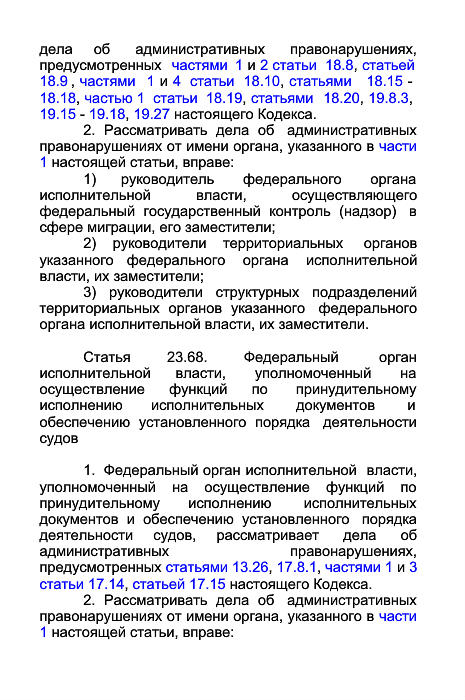 дела об административных правонарушениях,
предусмотренных частями 1 и 2 статьи 18.8, статьей
18.9 , частями 1 и 4 статьи 18.10, статьями 18.15 -
18.18, частью 1 статьи 18.19, статьями 18.20, 19.8.3,
19.15 - 19.18, 19.27 настоящего Кодекса.
2. Рассматривать дела об административных
правонарушениях от имени органа, указанного в части
1 настоящей статьи, вправе:
1) руководитель федерального органа
исполнительной власти, осуществляющего
федеральный государственный контроль (надзор) в
сфере миграции, его заместители;
2) руководители территориальных органов
указанного федерального органа исполнительной
власти, их заместители;
3) руководители структурных подразделений
территориальных органов указанного федерального
органа исполнительной власти, их заместители.
Статья 23.68. Федеральный орган
исполнительной власти, уполномоченный на
осуществление функций по принудительному
исполнению исполнительных документов и
обеспечению установленного порядка деятельности
судов
1. Федеральный орган исполнительной власти,
уполномоченный на осуществление функций по
принудительному исполнению исполнительных
документов и обеспечению установленного порядка
деятельности судов, рассматривает дела об
административных правонарушениях,
предусмотренных статьями 13.26, 17.8.1, частями 1 и 3
статьи 17.14, статьей 17.15 настоящего Кодекса.
2. Рассматривать дела об административных
правонарушениях от имени органа, указанного в части
1 настоящей статьи, вправе: